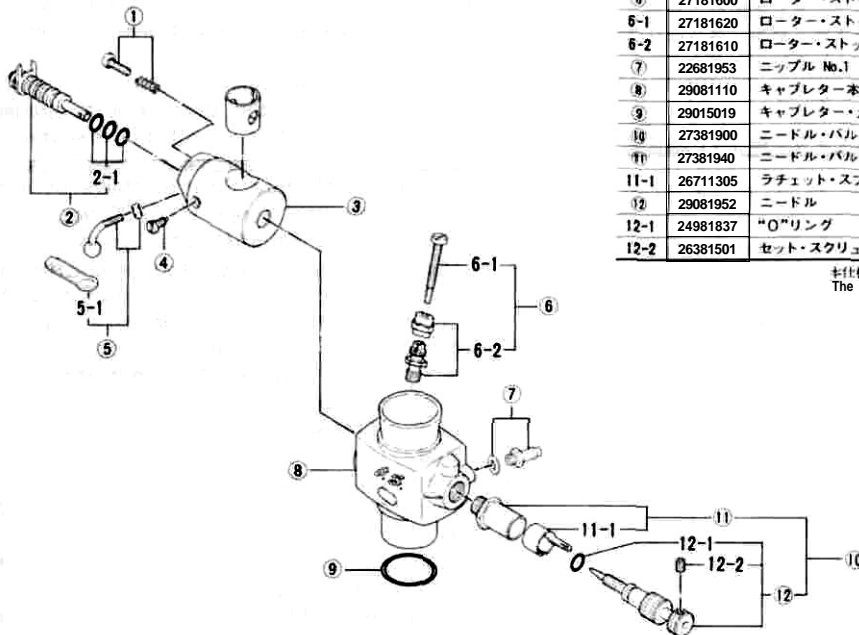 6-1 27181620 ローター・スト
6-2 27181610 ローター・ストッ
⑦ 22681953 ニップル No.1
⑧ 29081110 キャブレター本
⑨ 29015019 キャブレター・
⑩ 27381900 ニードル・バル
⑪ 27381940 ニードル・バル
11-1 26711305 ラチェット・スプ
⑫ 29081952 ニードル
12-1 24981837 "O"リング
12-2 26381501 セット・スクリュ
The
①
2-1
②
③
④
5-1
⑤
6-1
⑥
6-2
⑦
⑧
⑨
⑪
11-1
12-1
⑩
12-2
⑫